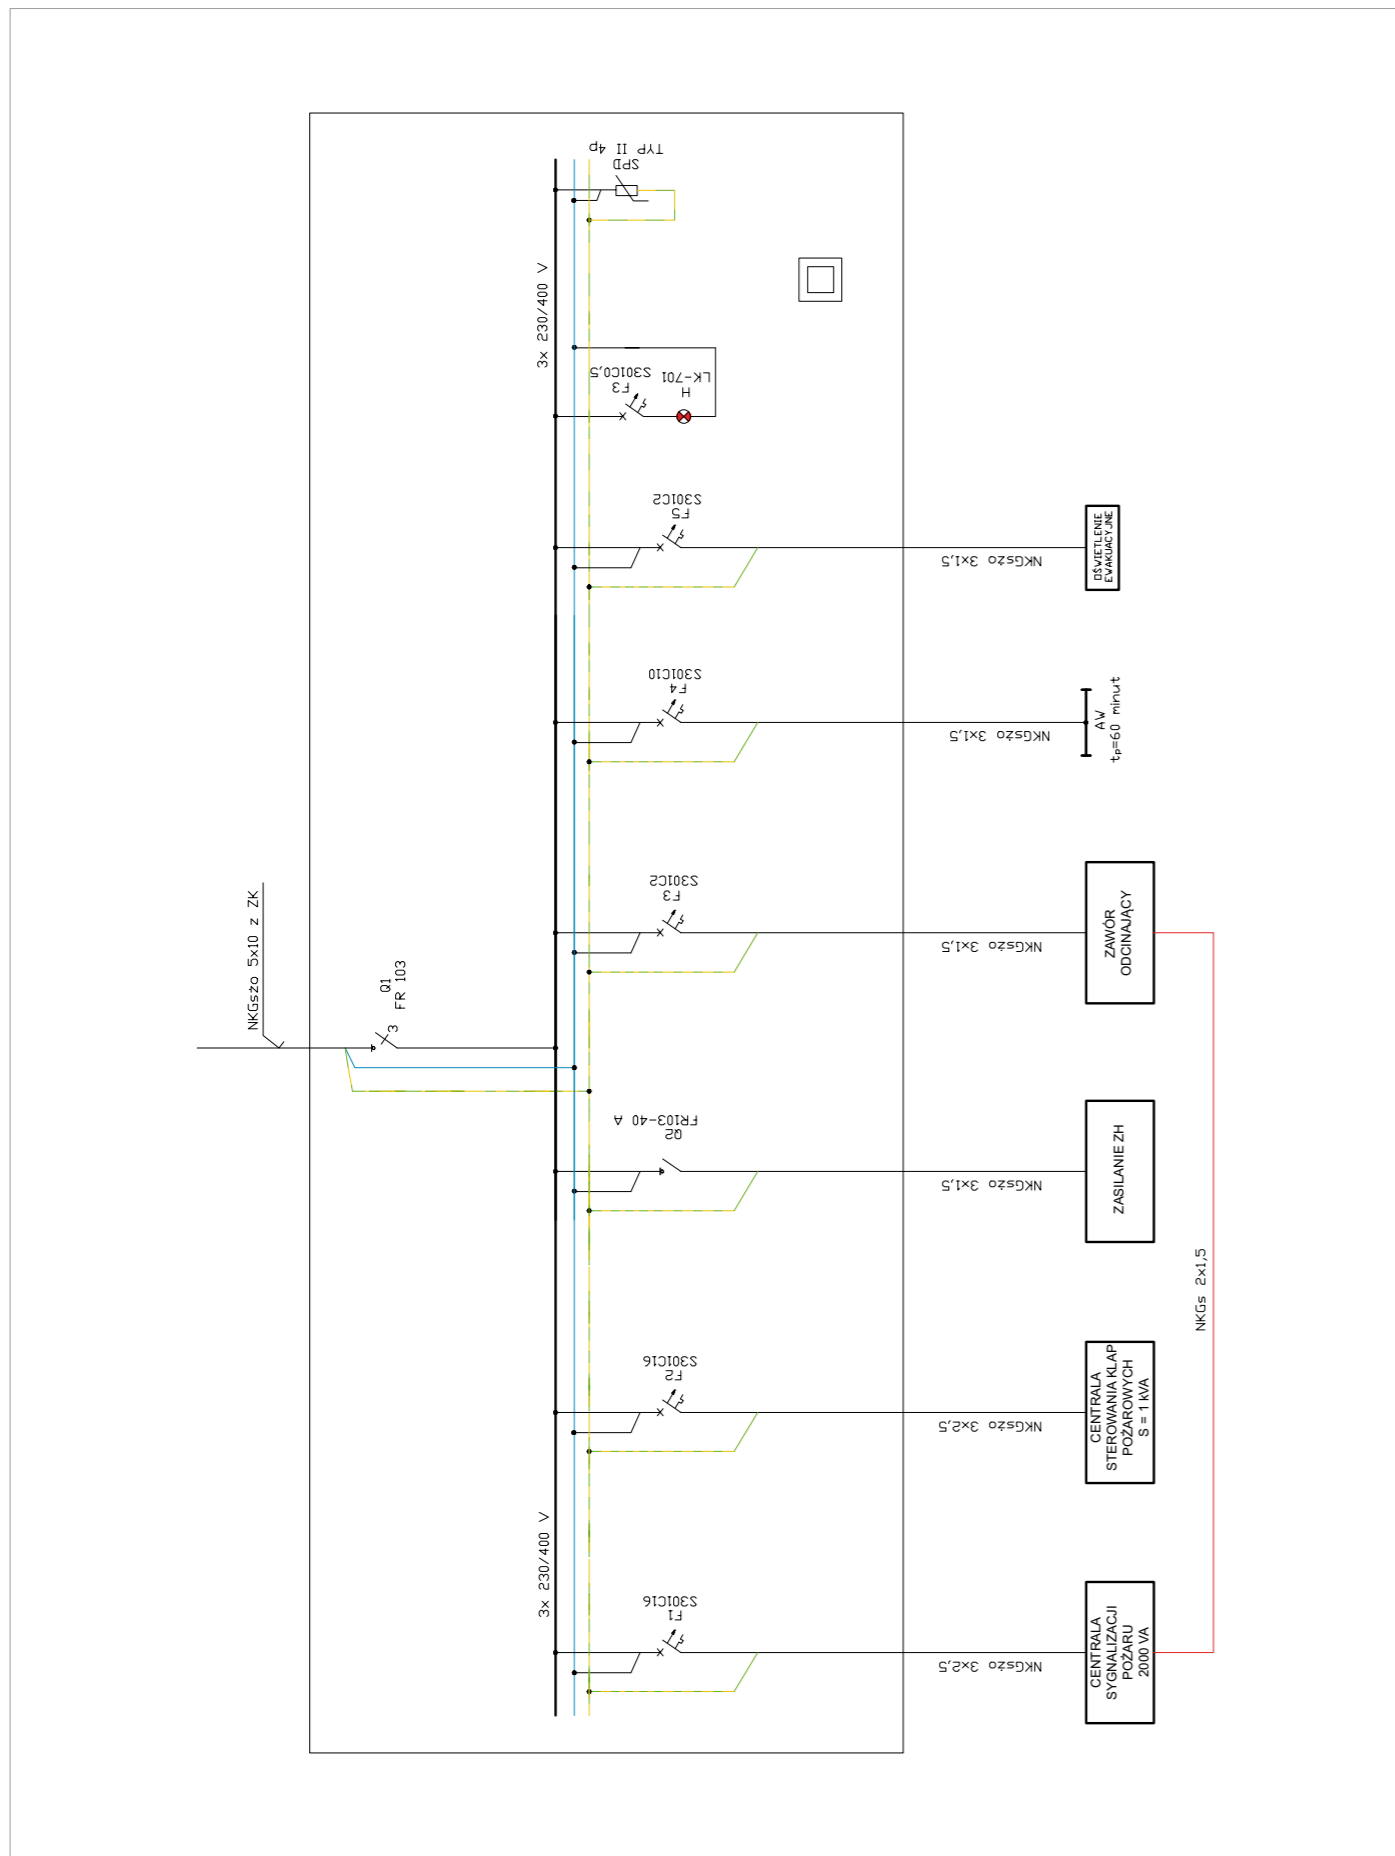 NKGsżo 5x10 z ZK
Q1
FR 103
3
3x 230/400 V
3x 230/400 V
F1
S301C16
NKGsżo 3x2,5
CENTRALA
SYGNALIZACJI
POŻARU
2000 VA
F2
S301C16
NKGsżo 3x2,5
CENTRALA
STEROWANIA KLAP
POŻAROWYCH
S = 1 kVA
Q2
FR103-40 A
NKGsżo 3x1,5
ZASILANIE ZH
F3
S301C2
NKGsżo 3x1,5
ZAWÓR
ODCINAJĄCY
NKGs 2x1,5
F4
S301C10
NKGsżo 3x1,5
AW
tp=60 minut
F5
S301C2
NKGsżo 3x1,5
OŚWIETLENIE
EWAKUACYJNE
F3
S301C0,5
H
LK-701
SPD
TYP II 4p